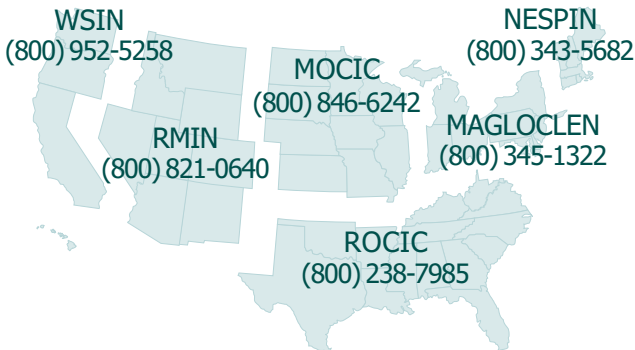 WSIN
(800) 952-5258
NESPIN
(800) 343-5682
MOCIC
(800) 846-6242
RMIN
(800) 821-0640
MAGLOCLEN
(800) 345-1322
ROCIC
(800) 238-7985